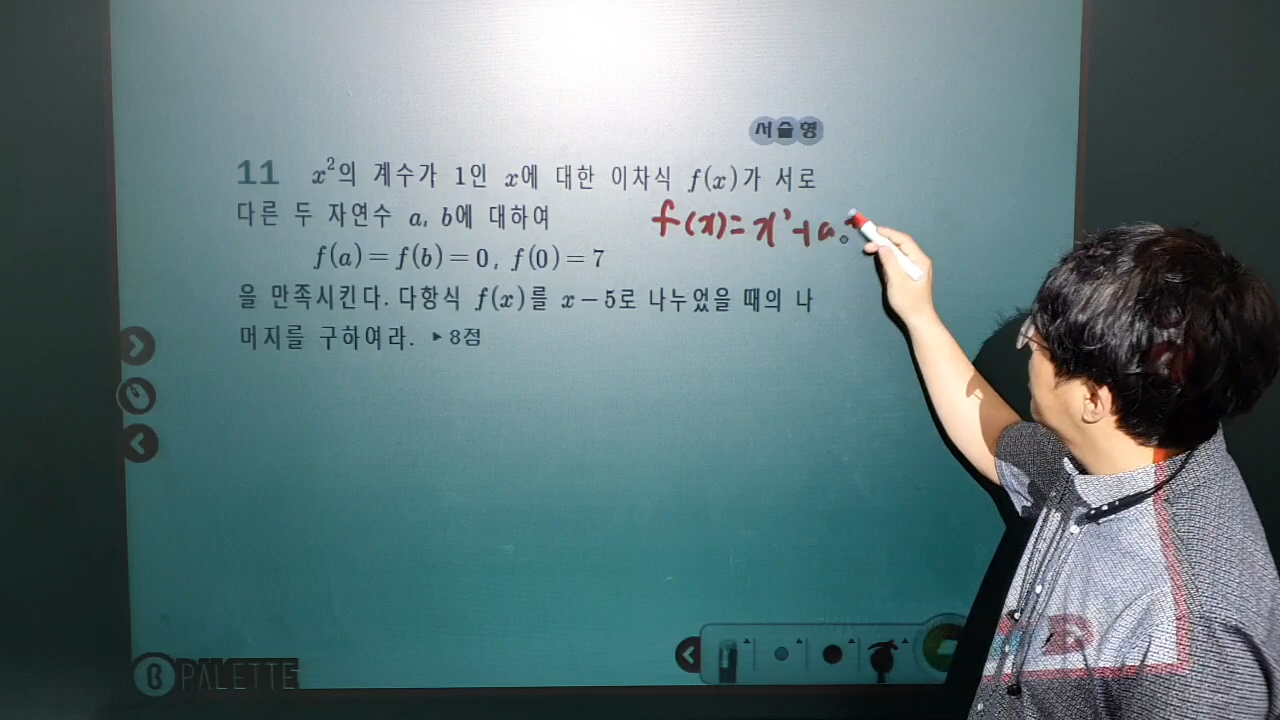 서술형
11 x²의 계수가 1인 x에 대한 이차식 f(x)가 서로
다른 두 자연수 a, b에 대하여
f(x)=x²+a
f(a)=f(b)=0, f(0)=7
을 만족시킨다. 다항식 f(x)를 x-5로 나누었을 때의 나
머지를 구하여라. ▶8점
PALETTE